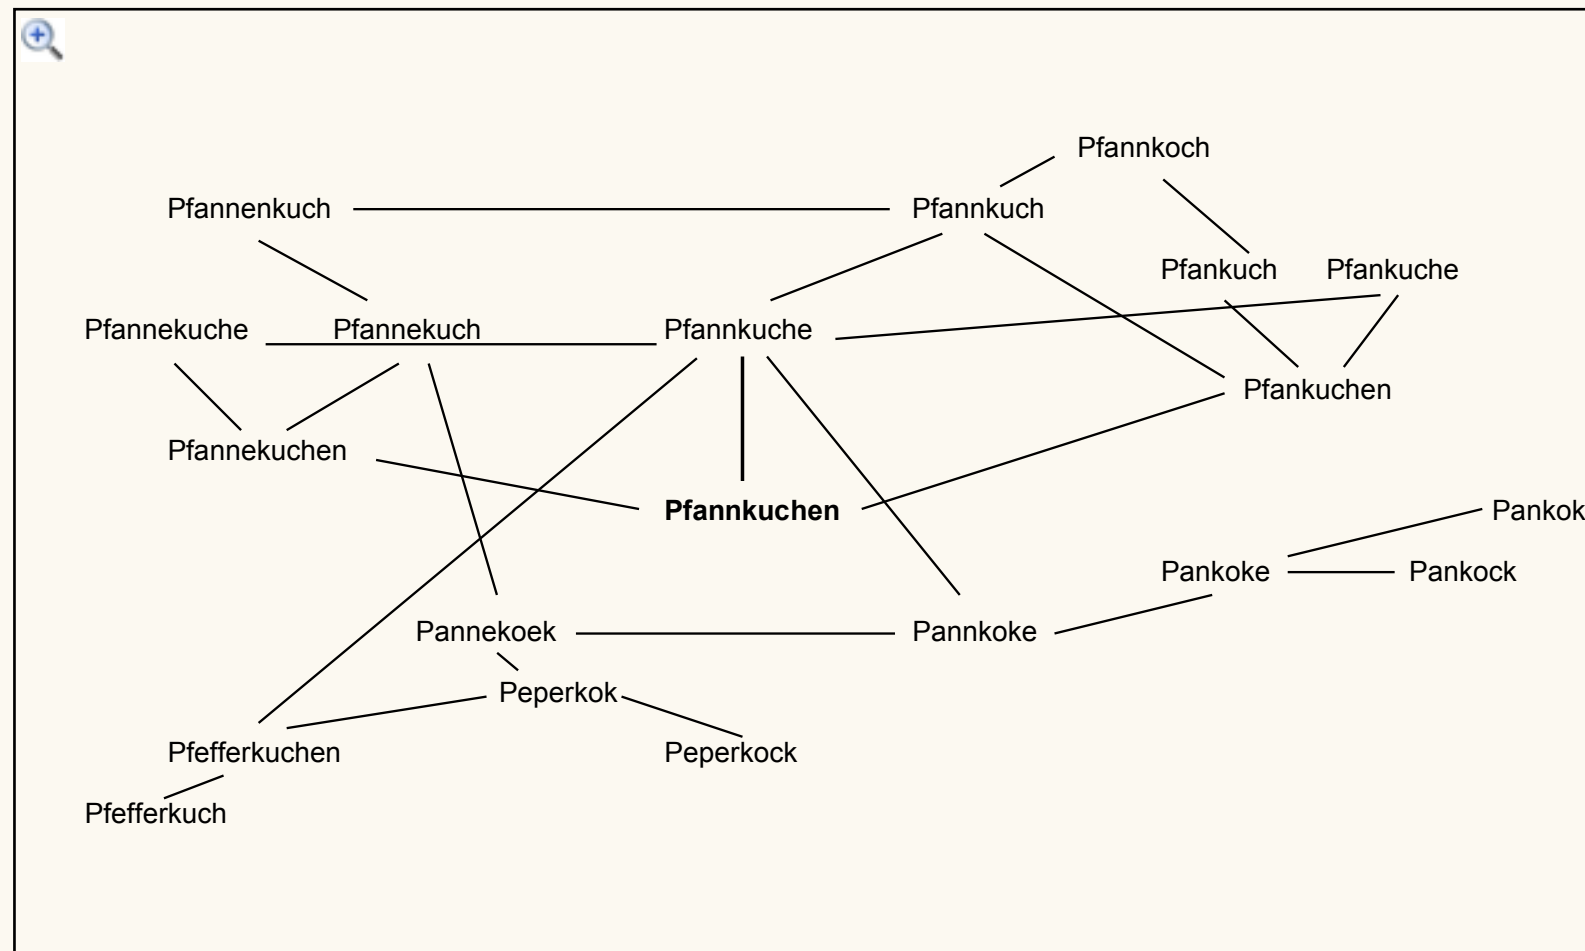 Pfannkoch
Pfannenkuch Pfannkuch
Pfankuch Pfankuche
Pfannekuche Pfannekuch Pfannkuche
Pfankuchen
Pfannekuchen
Pfannkuchen Pankok
Pankoke Pankock
Pannekoek Pannkoke
Peperkok
Pfefferkuchen Peperkock
Pfefferkuch